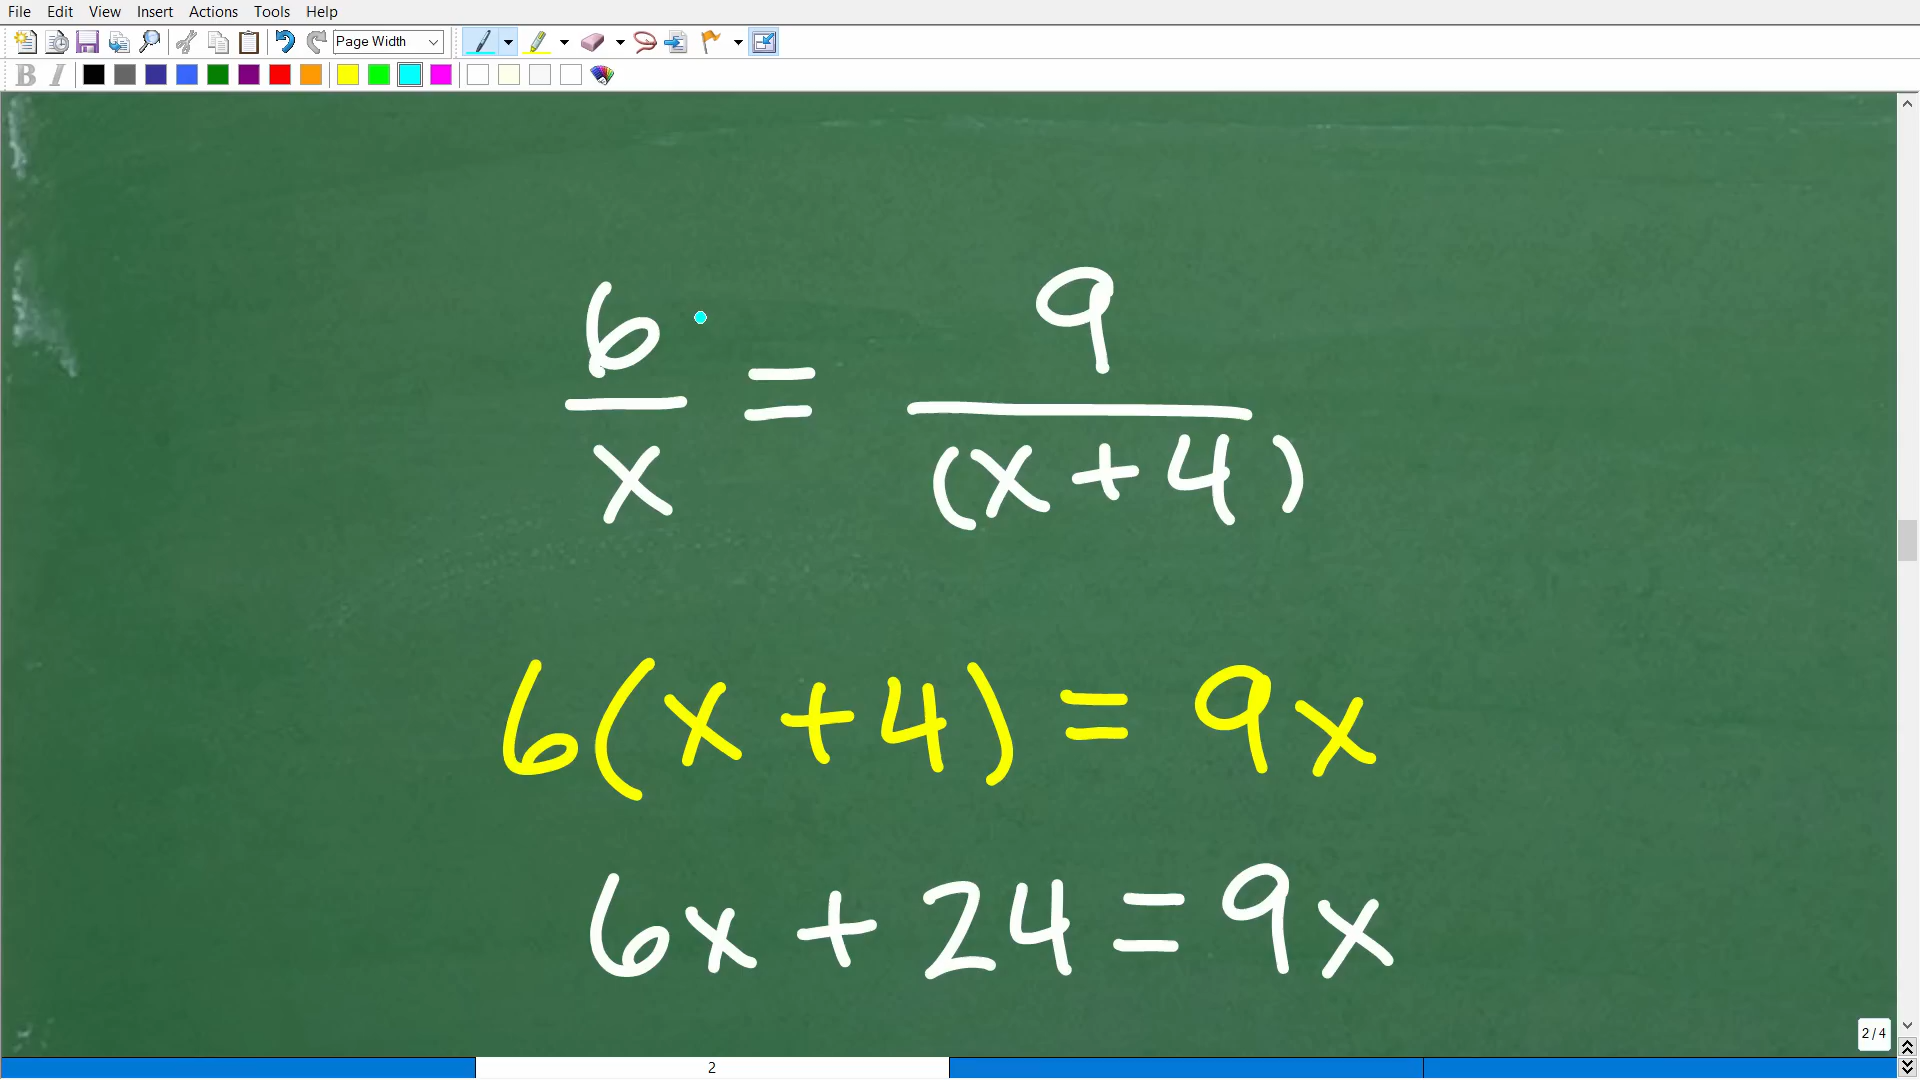 File Edit View Insert Actions Tools Help
Page Width
B I
6/x = 9/(x+4)
6(x+4) = 9x
6x + 24 = 9x
2 / 4
2